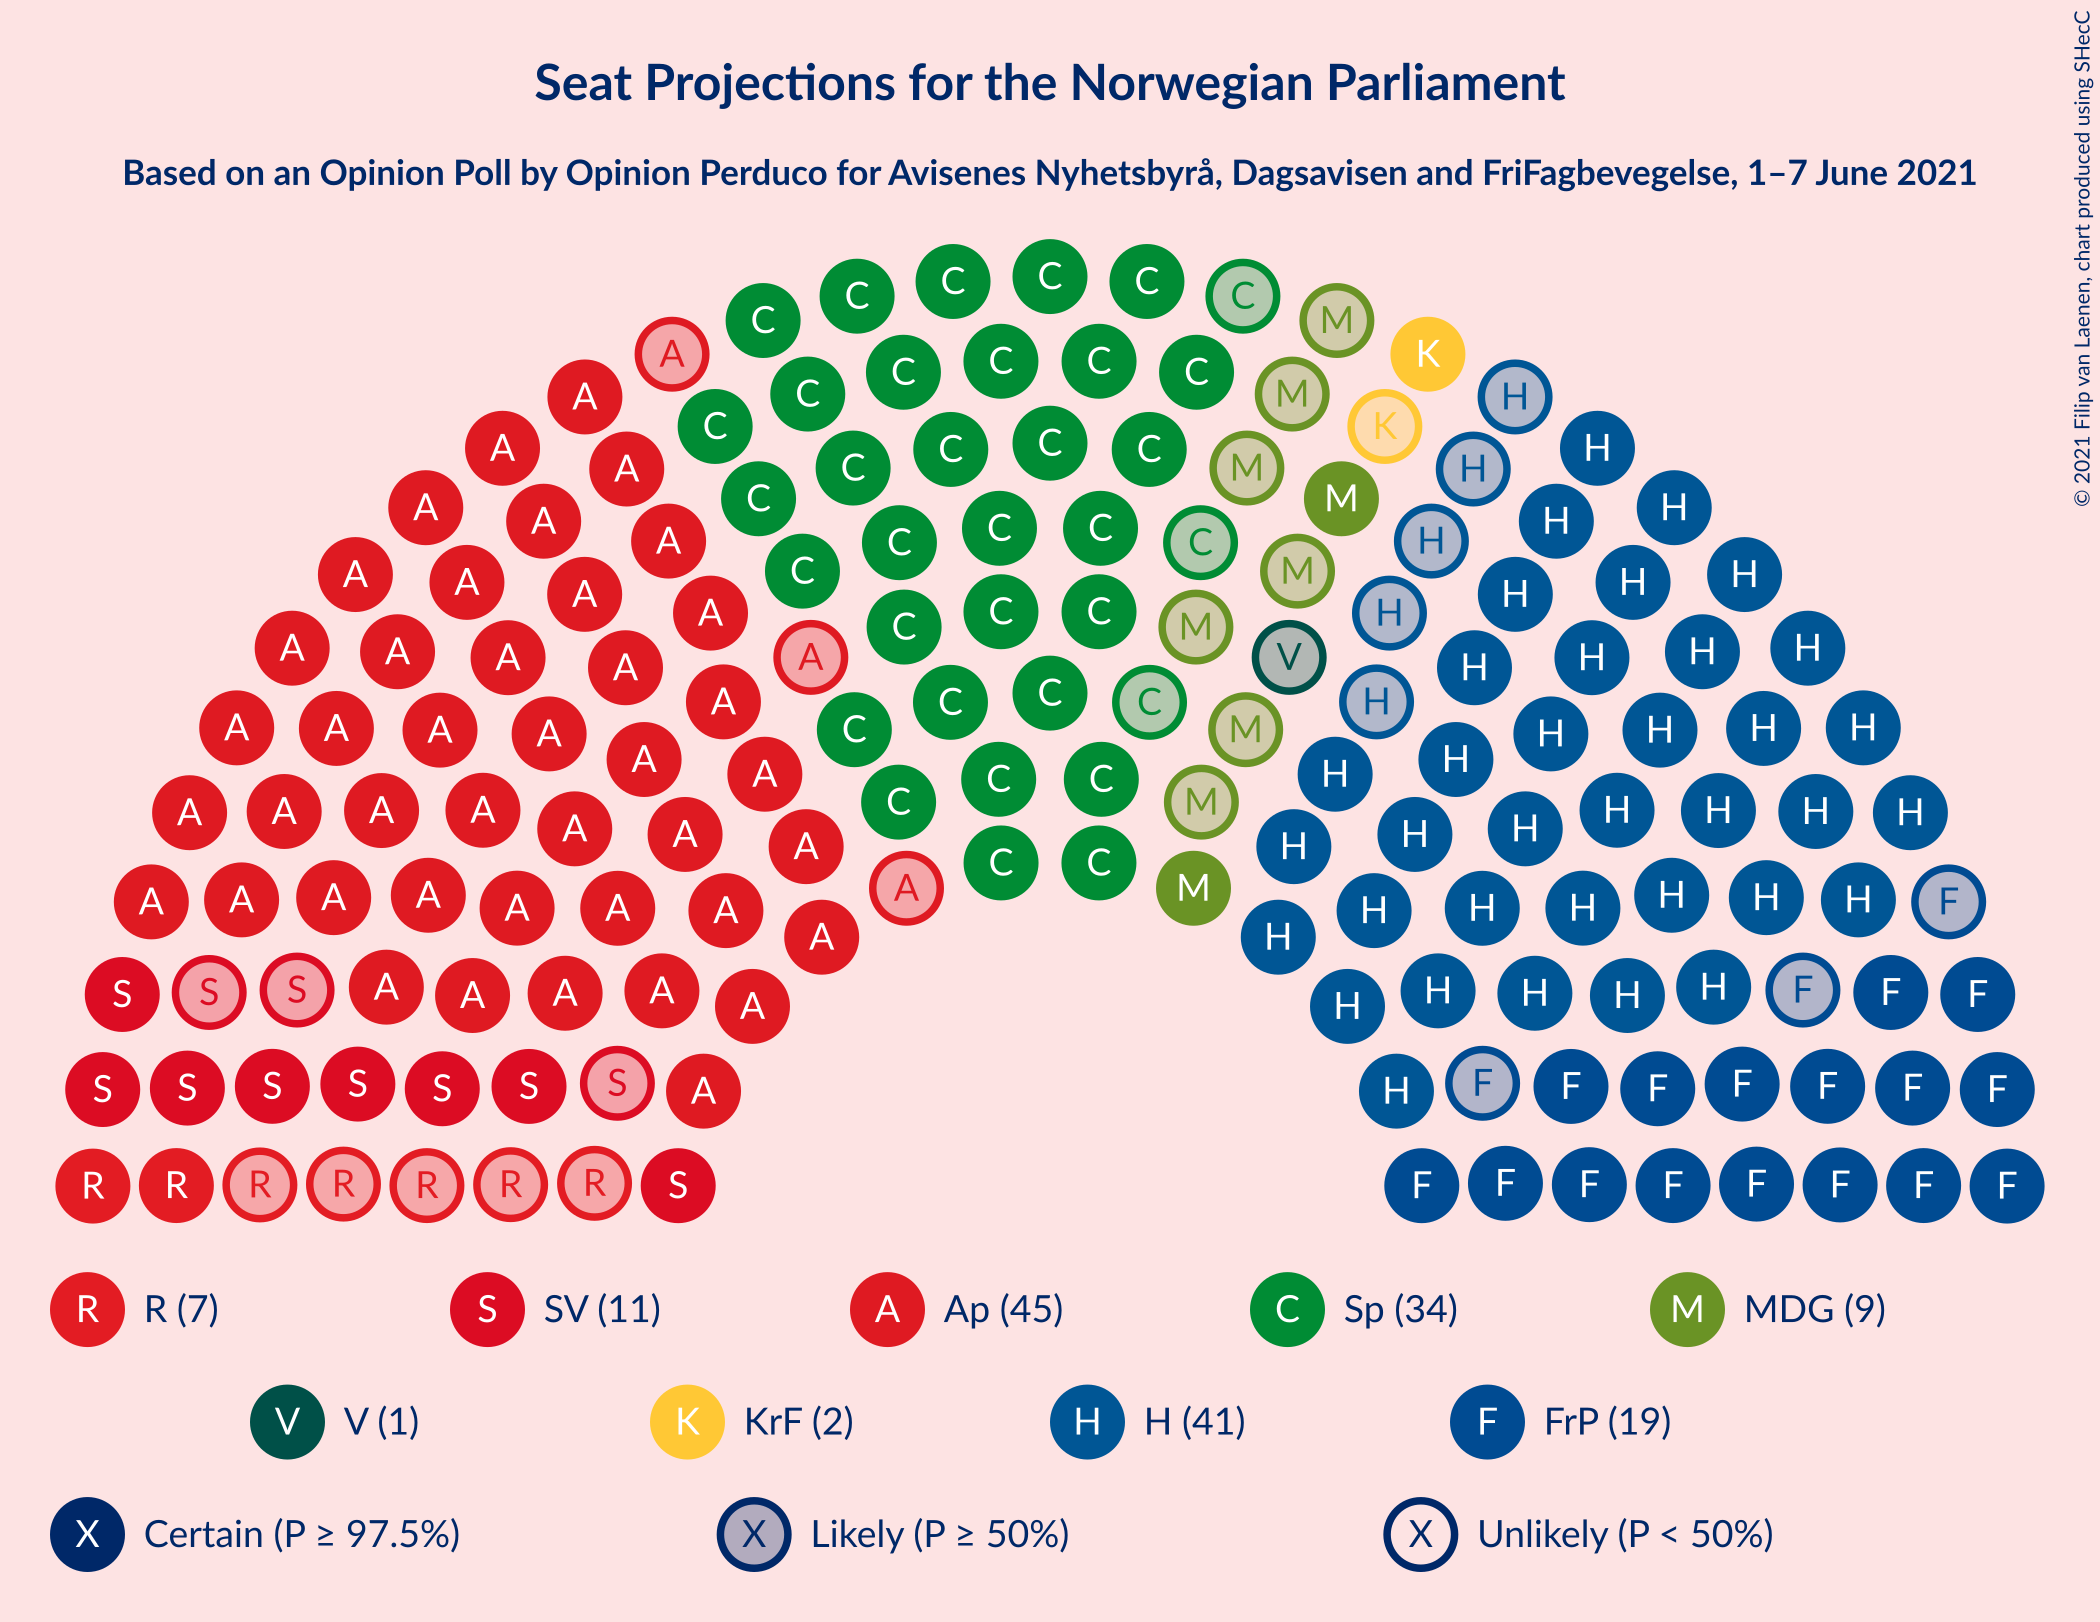 Seat Projections for the Norwegian Parliament
Based on an Opinion Poll by Opinion Perduco for Avisenes Nyhetsbyrå, Dagsavisen and FriFagbevegelse, 1–7 June 2021
© 2021 Filip van Laenen, chart produced using SHecC
C C C C C
C M
A C K
A C C C C C M H
A A C C M K H H
A A C C C C C M M H H H
A A A C C C C C M H H H H
A A A A A C C C M V H H H H H
A A A A A A C C C C M H H H H H H
A A A A A A A A C C C M H H H H H H H H
A A A A A A A A A C C M H H H H H H H F
S S S A A A A A H H H H H F F F
S S S S S S S A H F F F F F F F
R R R R R R R S F F F F F F F F
R R (7) S SV (11) A Ap (45) C Sp (34) M MDG (9)
V V (1) K KrF (2) H H (41) F FrP (19)
X Certain (P ≥ 97.5%) X Likely (P ≥ 50%) X Unlikely (P < 50%)